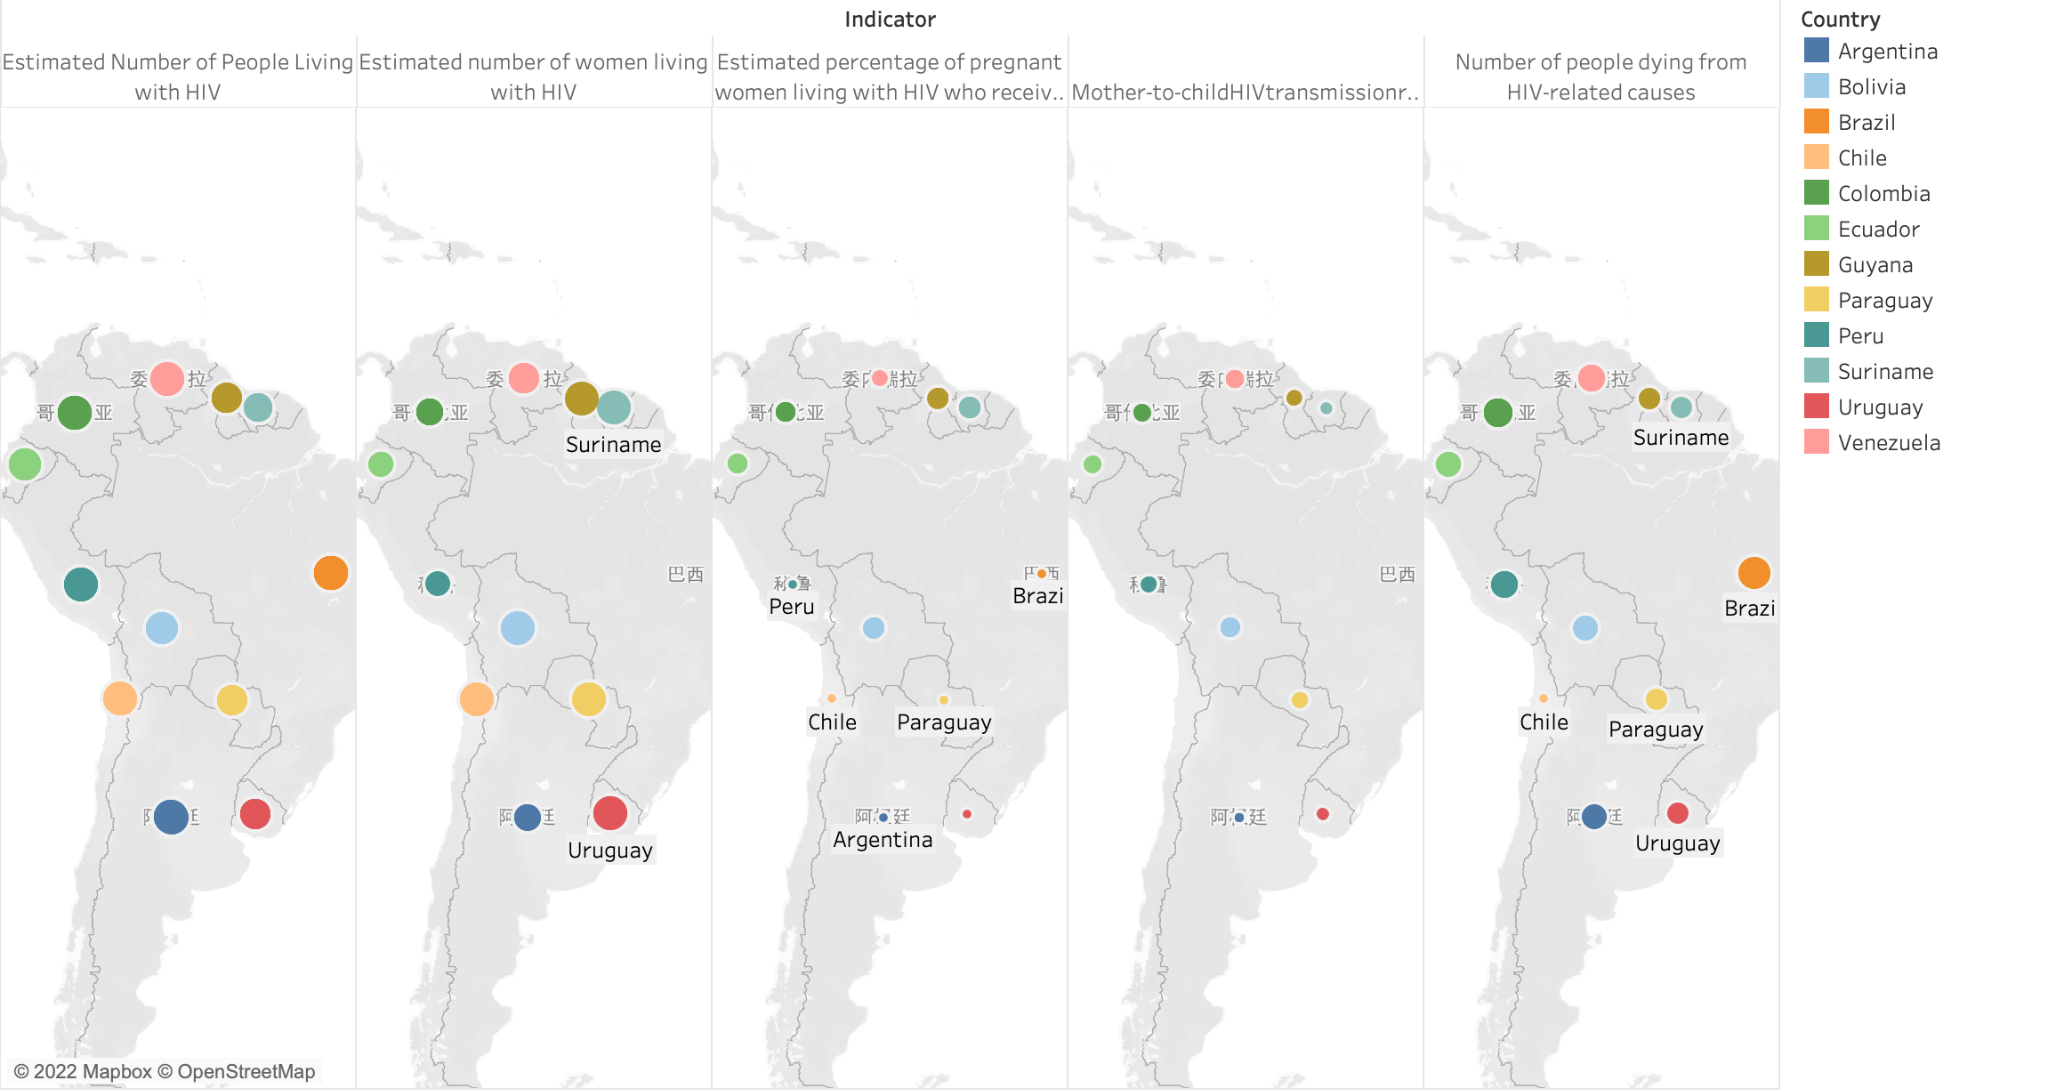 Indicator
Estimated Number of People Living
with HIV
Estimated number of women living
with HIV
Estimated percentage of pregnant
women living with HIV who receiv..
Mother-to-childHIVtransmissionr..
Number of people dying from
HIV-related causes
Country
Argentina
Bolivia
Brazil
Chile
Colombia
Ecuador
Guyana
Paraguay
Peru
Suriname
Uruguay
Venezuela
委 拉
哥 亚
委 拉
哥 亚
Suriname
巴西
Uruguay
Peru
Brazi
Chile
Paraguay
Argentina
巴西
Suriname
Brazi
Chile
Paraguay
Uruguay
© 2022 Mapbox © OpenStreetMap